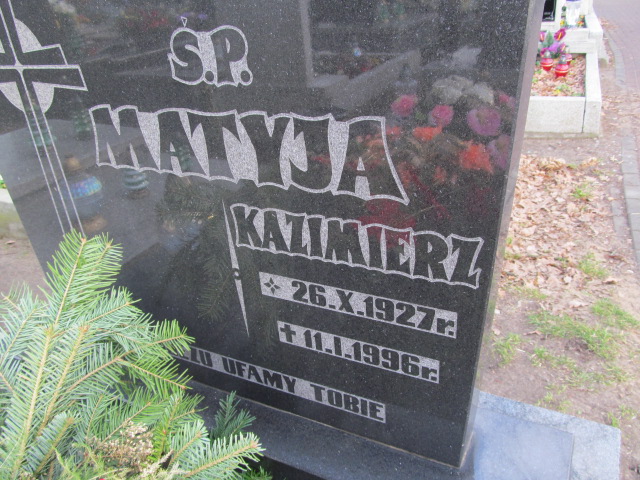 Ś.P.
MATYJA
KAZIMIERZ
26.X.1927r.
11.I.1996r.
UFAMY TOBIE